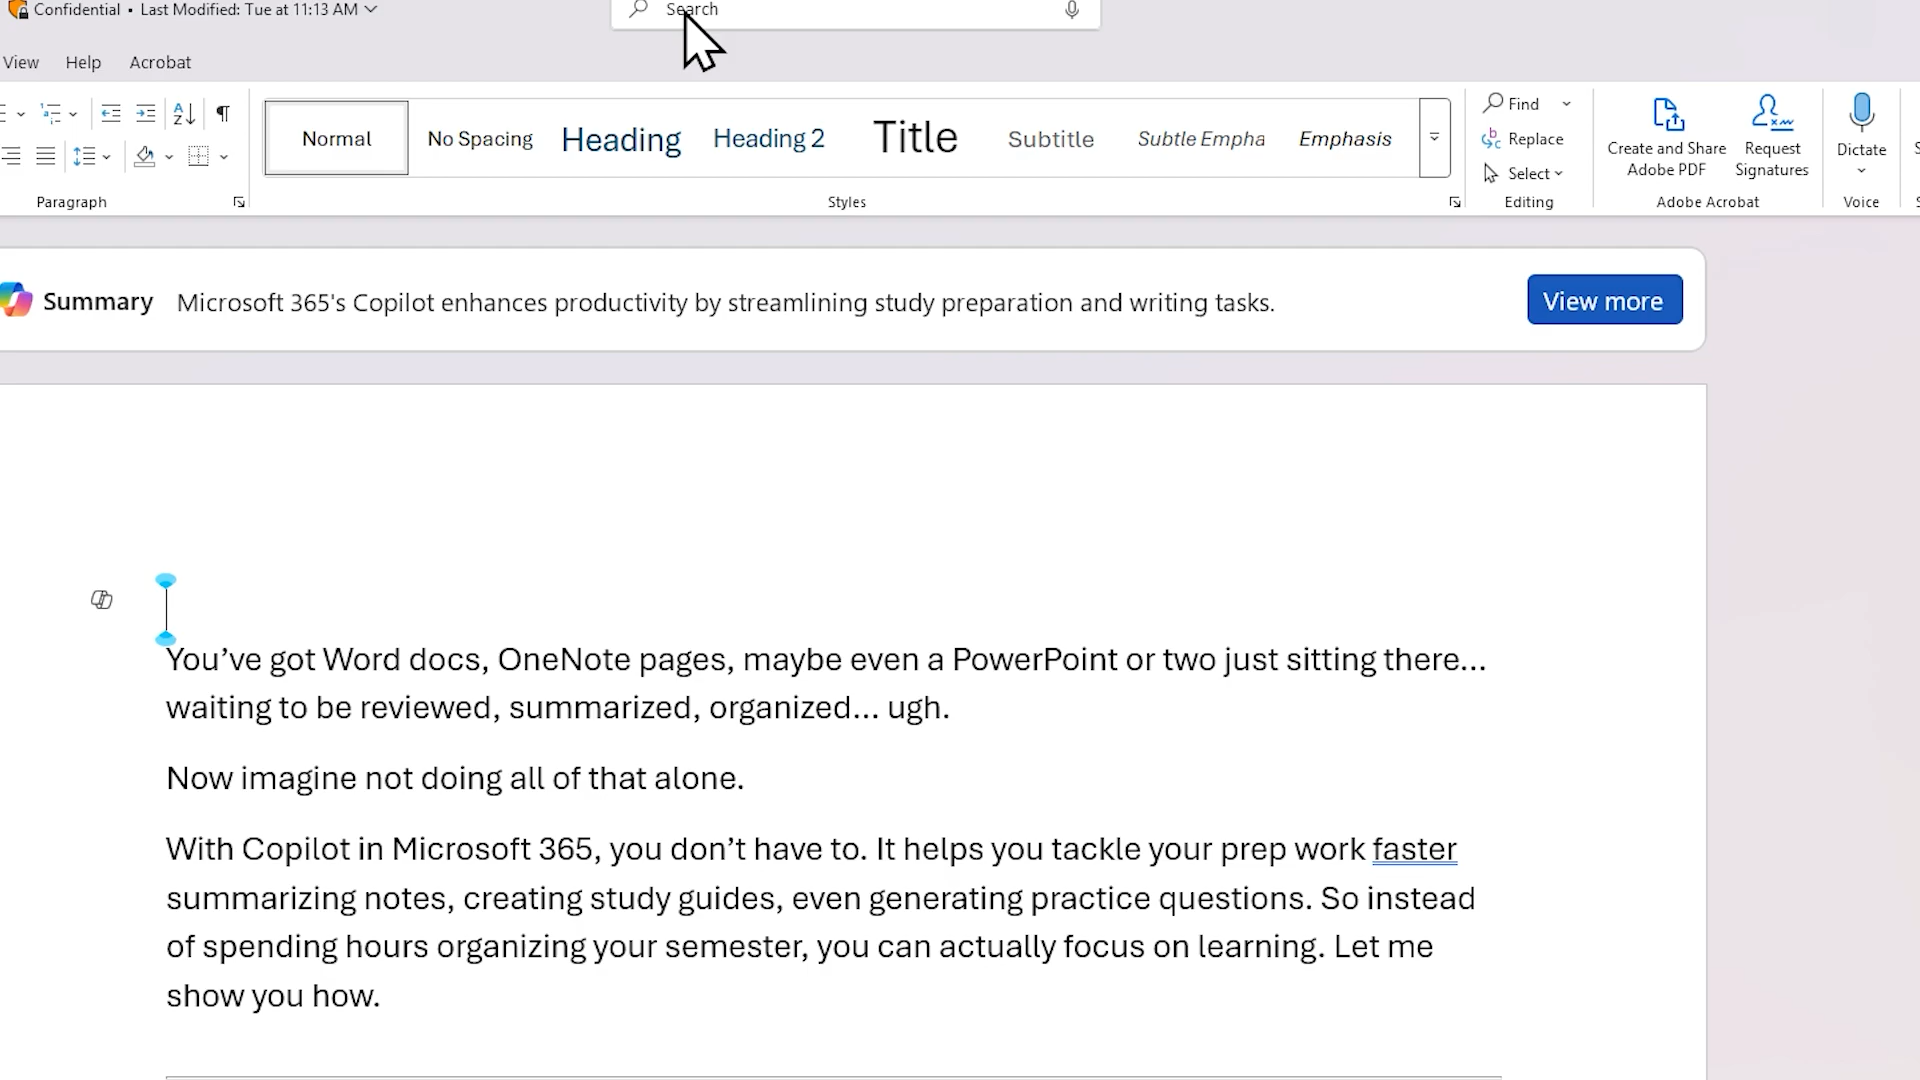 Confidential • Last Modified: Tue at 11:13 AM
Search
View Help Acrobat
Normal No Spacing Heading Heading 2 Title Subtitle Subtle Empha Emphasis
Find
Replace
Select
Create and Share
Adobe PDF
Request
Signatures
Dictate
Paragraph Styles Editing Adobe Acrobat Voice
Summary Microsoft 365's Copilot enhances productivity by streamlining study preparation and writing tasks. View more
You’ve got Word docs, OneNote pages, maybe even a PowerPoint or two just sitting there...
waiting to be reviewed, summarized, organized... ugh.
Now imagine not doing all of that alone.
With Copilot in Microsoft 365, you don’t have to. It helps you tackle your prep work faster
summarizing notes, creating study guides, even generating practice questions. So instead
of spending hours organizing your semester, you can actually focus on learning. Let me
show you how.